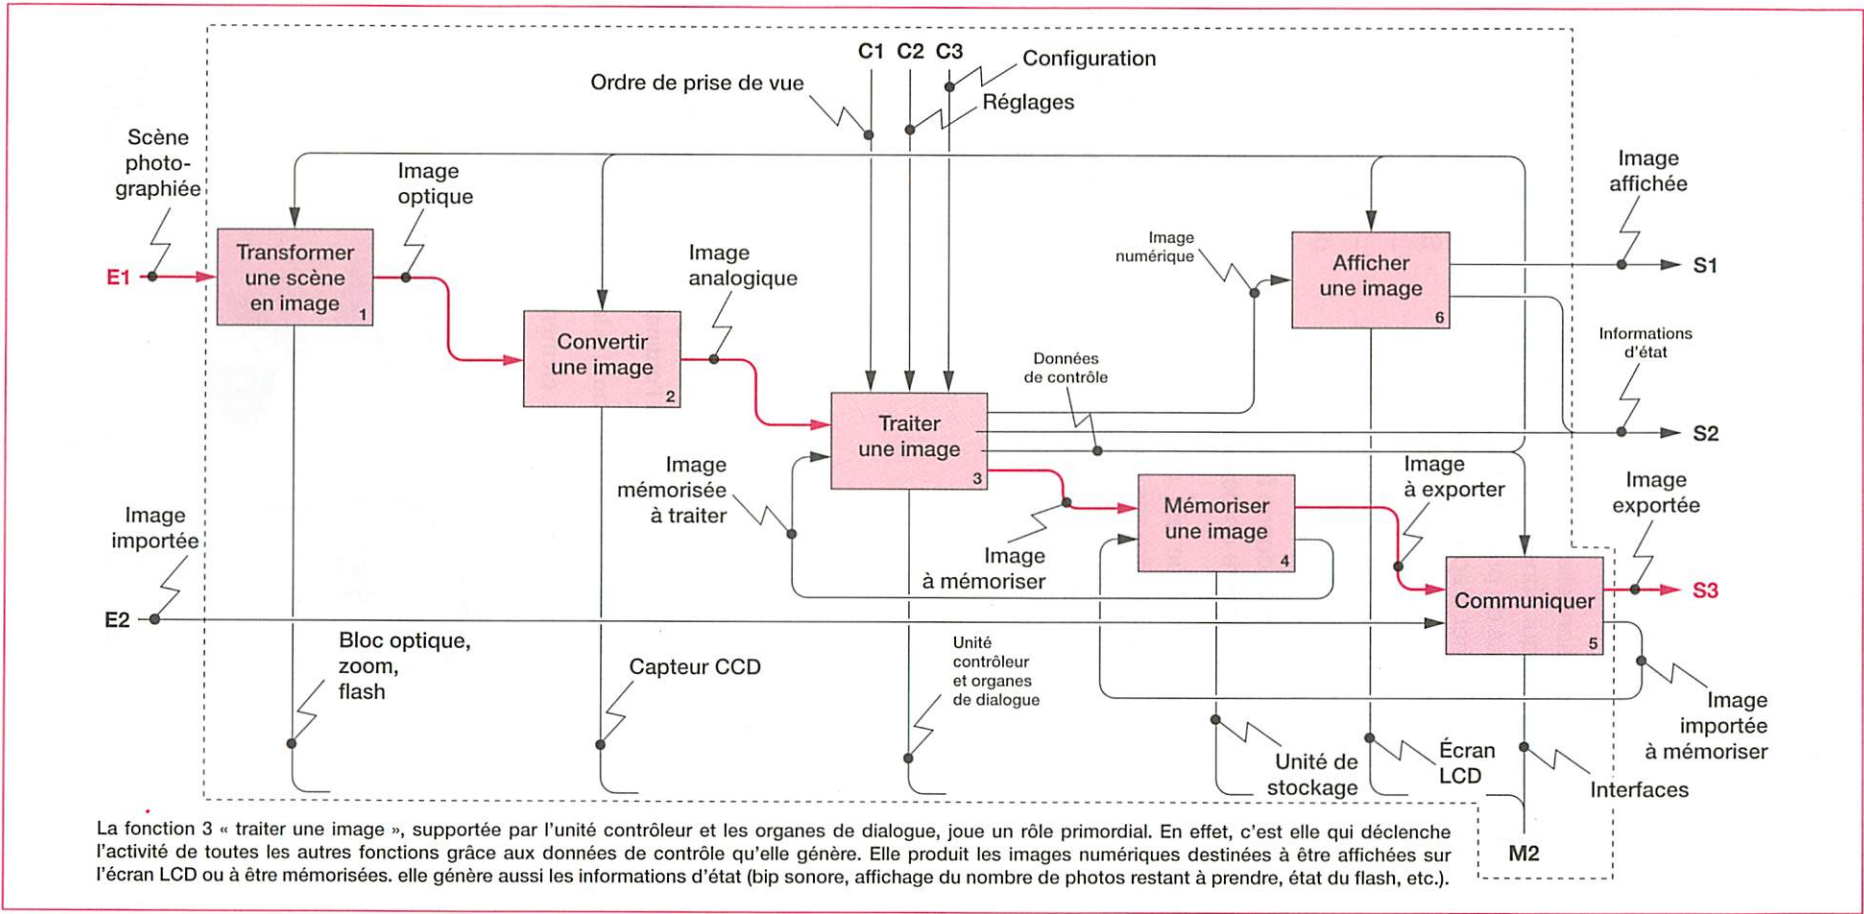 C1 C2 C3
Configuration
Ordre de prise de vue
Réglages
Scène
photo-
graphiée
Image
optique
Image
affichée
Image
numérique
Image
analogique
E1
Transformer
une scène
en image
1
Afficher
une image
6
S1
Convertir
une image
2
Informations
d'état
Données
de contrôle
Traiter
une image
3
S2
Image
mémorisée
à traiter
Image
à exporter
Image
exportée
Image
importée
Mémoriser
une image
4
Image
à mémoriser
Communiquer
5
S3
E2
Bloc optique,
zoom,
flash
Capteur CCD
Unité
contrôleur
et organes
de dialogue
Image
importée
à mémoriser
Unité de
stockage
Écran
LCD
Interfaces
M2
La fonction 3 « traiter une image », supportée par l'unité contrôleur et les organes de dialogue, joue un rôle primordial. En effet, c'est elle qui déclenche
l'activité de toutes les autres fonctions grâce aux données de contrôle qu'elle génère. Elle produit les images numériques destinées à être affichées sur
l'écran LCD ou à être mémorisées. elle génère aussi les informations d'état (bip sonore, affichage du nombre de photos restant à prendre, état du flash, etc.).